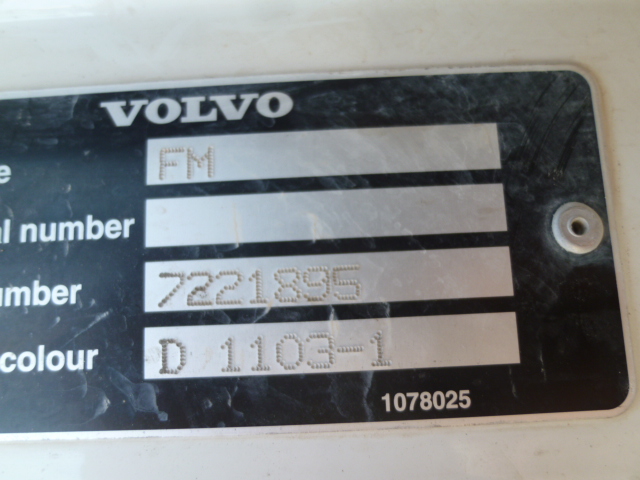 VOLVO
e FM
al number
umber 7221895
colour D 1103-1
1078025